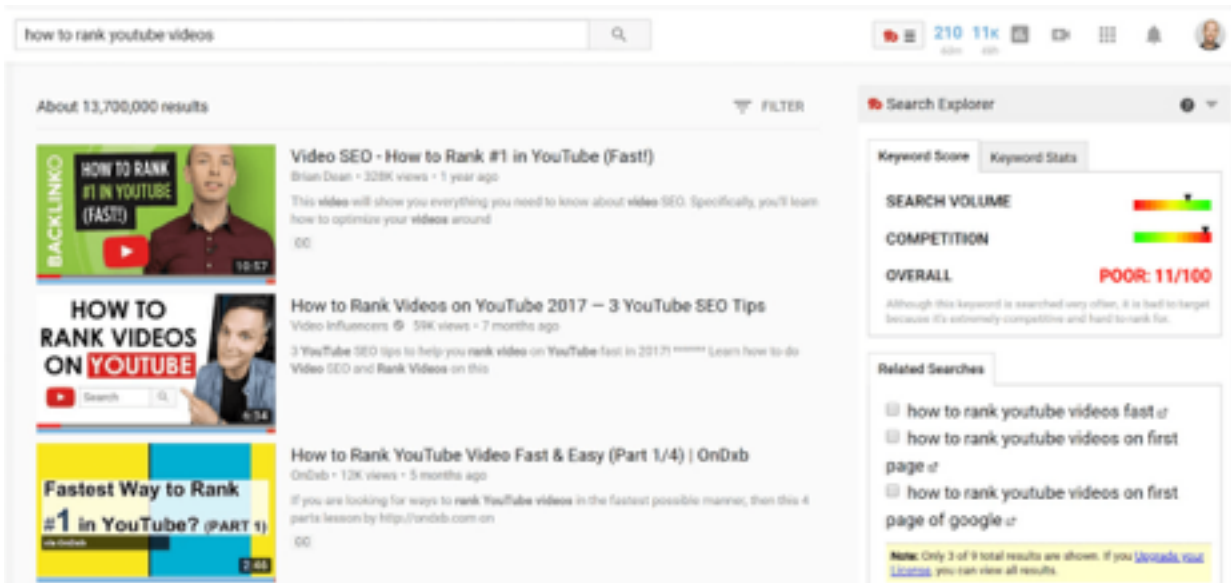 how to rank youtube videos
210 11K
60m 48h
About 13,700,000 results
FILTER
BACKLINKO
HOW TO RANK
#1 IN YOUTUBE
(FAST!)
10:57
Video SEO - How to Rank #1 in YouTube (Fast!)
Brian Dean • 328K views • 1 year ago
This video will show you everything you need to know about video SEO. Specifically, you'll learn
how to optimize your videos around
CC
HOW TO
RANK VIDEOS
ON YOUTUBE
Search
6:34
How to Rank Videos on YouTube 2017 — 3 YouTube SEO Tips
Video Influencers 59K views • 7 months ago
3 YouTube SEO tips to help you rank video on YouTube fast in 2017! ******* Learn how to do
Video SEO and Rank Videos on this
Fastest Way to Rank
#1 in YouTube? (PART 1)
via OnDxb
2:46
How to Rank YouTube Video Fast & Easy (Part 1/4) | OnDxb
OnDxb • 12K views • 5 months ago
If you are looking for ways to rank YouTube videos in the fastest possible manner, then this 4
parts lesson by http://ondxb.com on
CC
Search Explorer
Keyword Score Keyword Stats
SEARCH VOLUME
COMPETITION
OVERALL POOR: 11/100
Although this keyword is searched very often, it is bad to target
because it's extremely competitive and hard to rank for.
Related Searches
how to rank youtube videos fast
how to rank youtube videos on first
page
how to rank youtube videos on first
page of google
Note: Only 3 of 9 total results are shown. If you Upgrade your
License, you can view all results.